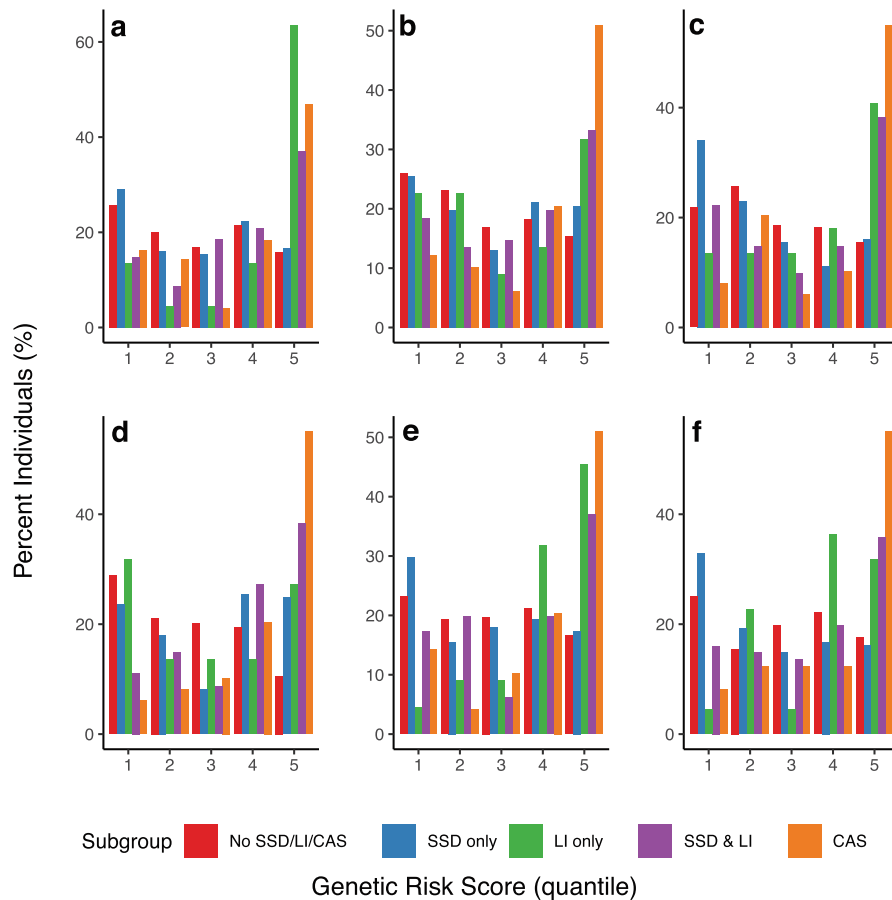 a
60
40
20
0
1 2 3 4 5
b
50
40
30
20
10
0
1 2 3 4 5
c
40
20
0
1 2 3 4 5
Percent Individuals (%)
d
40
20
0
1 2 3 4 5
e
50
40
30
20
10
0
1 2 3 4 5
f
40
20
0
1 2 3 4 5
Subgroup No SSD/LI/CAS SSD only LI only SSD & LI CAS
Genetic Risk Score (quantile)